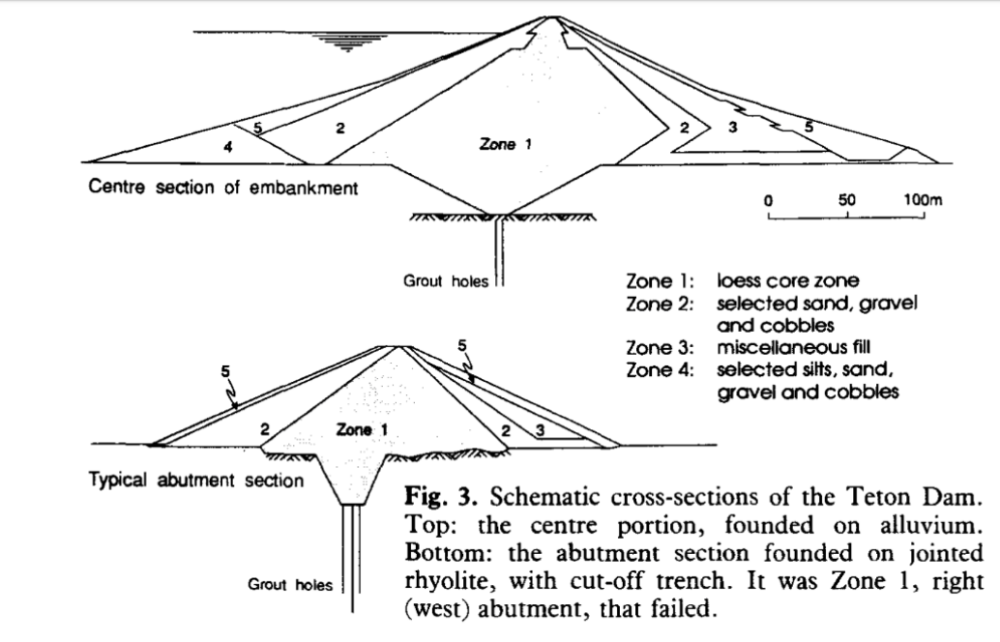 5
2
4
Zone 1
2
3
5
Centre section of embankment
0 50 100m
Grout holes
Zone 1: loess core zone
Zone 2: selected sand, gravel
and cobbles
Zone 3: miscellaneous fill
Zone 4: selected silts, sand,
gravel and cobbles
5
5
2
Zone 1
2
3
Typical abutment section
Grout holes
Fig. 3. Schematic cross-sections of the Teton Dam.
Top: the centre portion, founded on alluvium.
Bottom: the abutment section founded on jointed
rhyolite, with cut-off trench. It was Zone 1, right
(west) abutment, that failed.